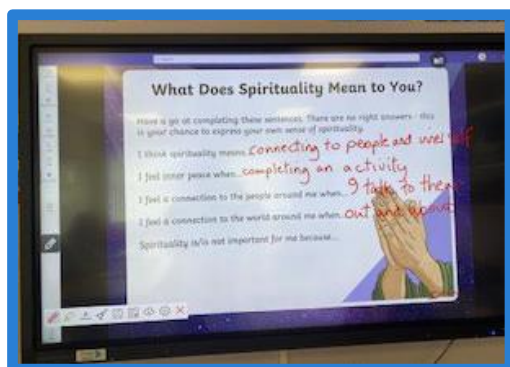 What Does Spirituality Mean to You?
Have a go at completing these sentences. There are no right answers - this
is your chance to express your own sense of spirituality.
I think spirituality means connecting to people and self
I feel inner peace when... completing an activity
I feel a connection to the people around me when... I talk to them
I feel a connection to the world around me when... out and about
Spirituality is/is not important for me because...